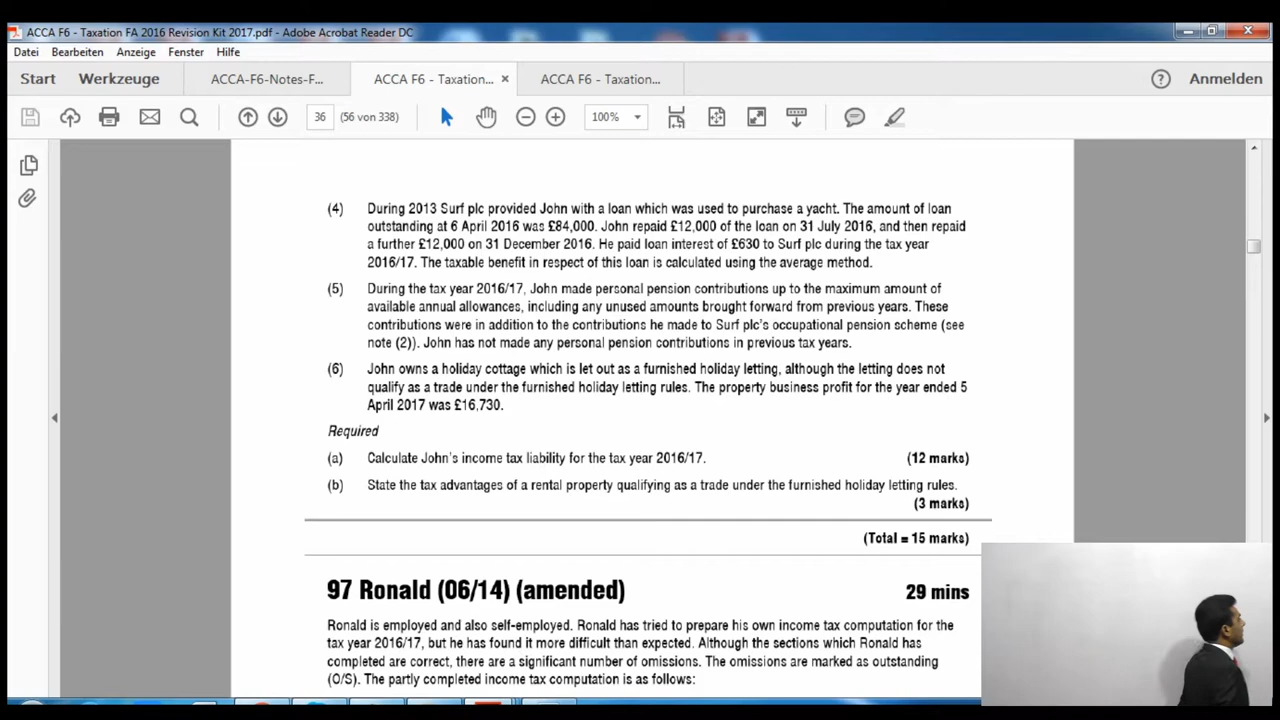 ACCA F6 - Taxation FA 2016 Revision Kit 2017.pdf - Adobe Acrobat Reader DC
Datei Bearbeiten Anzeige Fenster Hilfe
Start Werkzeuge ACCA-F6-Notes-F... ACCA F6 - Taxation... × ACCA F6 - Taxation... ? Anmelden
36 (56 von 338) 100%
(4) During 2013 Surf plc provided John with a loan which was used to purchase a yacht. The amount of loan
outstanding at 6 April 2016 was £84,000. John repaid £12,000 of the loan on 31 July 2016, and then repaid
a further £12,000 on 31 December 2016. He paid loan interest of £630 to Surf plc during the tax year
2016/17. The taxable benefit in respect of this loan is calculated using the average method.
(5) During the tax year 2016/17, John made personal pension contributions up to the maximum amount of
available annual allowances, including any unused amounts brought forward from previous years. These
contributions were in addition to the contributions he made to Surf plc's occupational pension scheme (see
note (2)). John has not made any personal pension contributions in previous tax years.
(6) John owns a holiday cottage which is let out as a furnished holiday letting, although the letting does not
qualify as a trade under the furnished holiday letting rules. The property business profit for the year ended 5
April 2017 was £16,730.
Required
(a) Calculate John's income tax liability for the tax year 2016/17. (12 marks)
(b) State the tax advantages of a rental property qualifying as a trade under the furnished holiday letting rules.
(3 marks)
(Total = 15 marks)
97 Ronald (06/14) (amended) 29 mins
Ronald is employed and also self-employed. Ronald has tried to prepare his own income tax computation for the
tax year 2016/17, but he has found it more difficult than expected. Although the sections which Ronald has
completed are correct, there are a significant number of omissions. The omissions are marked as outstanding
(O/S). The partly completed income tax computation is as follows: